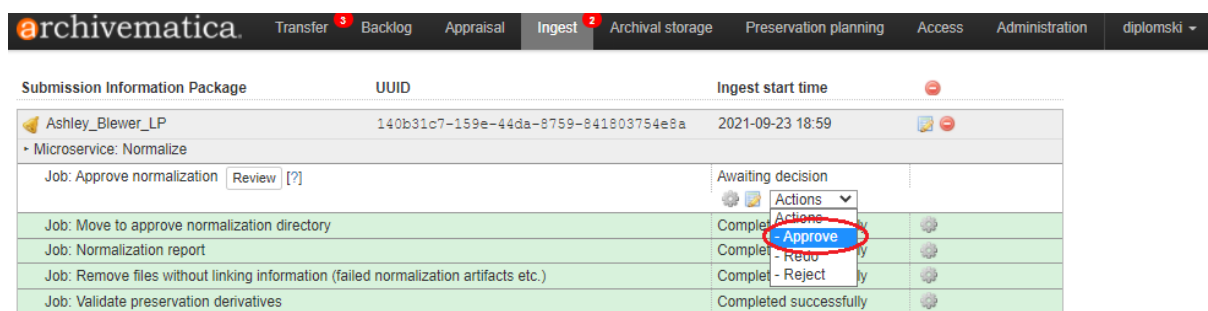 archivematica. Transfer 3 Backlog Appraisal Ingest 2 Archival storage Preservation planning Access Administration diplomski
Submission Information Package UUID Ingest start time
Ashley_Blewer_LP 140b31c7-159e-44da-8759-841803754e8a 2021-09-23 18:59
Microservice: Normalize
Job: Approve normalization Review [?] Awaiting decision
Actions
Job: Move to approve normalization directory Complet Actions y
- Approve
Job: Normalization report Complet - Redo y
Job: Remove files without linking information (failed normalization artifacts etc.) Complet - Reject y
Job: Validate preservation derivatives Completed successfully